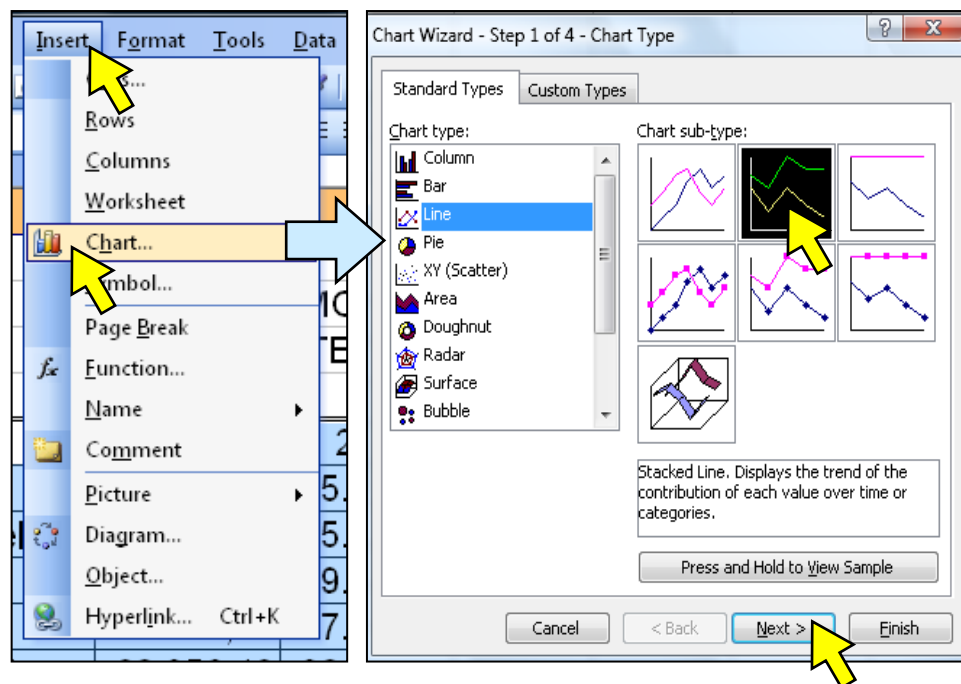 Insert Format Tools Data
Rows
Columns
Worksheet
Chart...
Page Break
fx Function...
Name
Comment
Picture
Diagram...
Object...
Hyperlink... Ctrl+K
Chart Wizard - Step 1 of 4 - Chart Type
Standard Types Custom Types
Chart type:
Column
Bar
Line
Pie
XY (Scatter)
Area
Doughnut
Radar
Surface
Bubble
Chart sub-type:
Stacked Line. Displays the trend of the
contribution of each value over time or
categories.
Press and Hold to View Sample
Cancel < Back Next > Finish